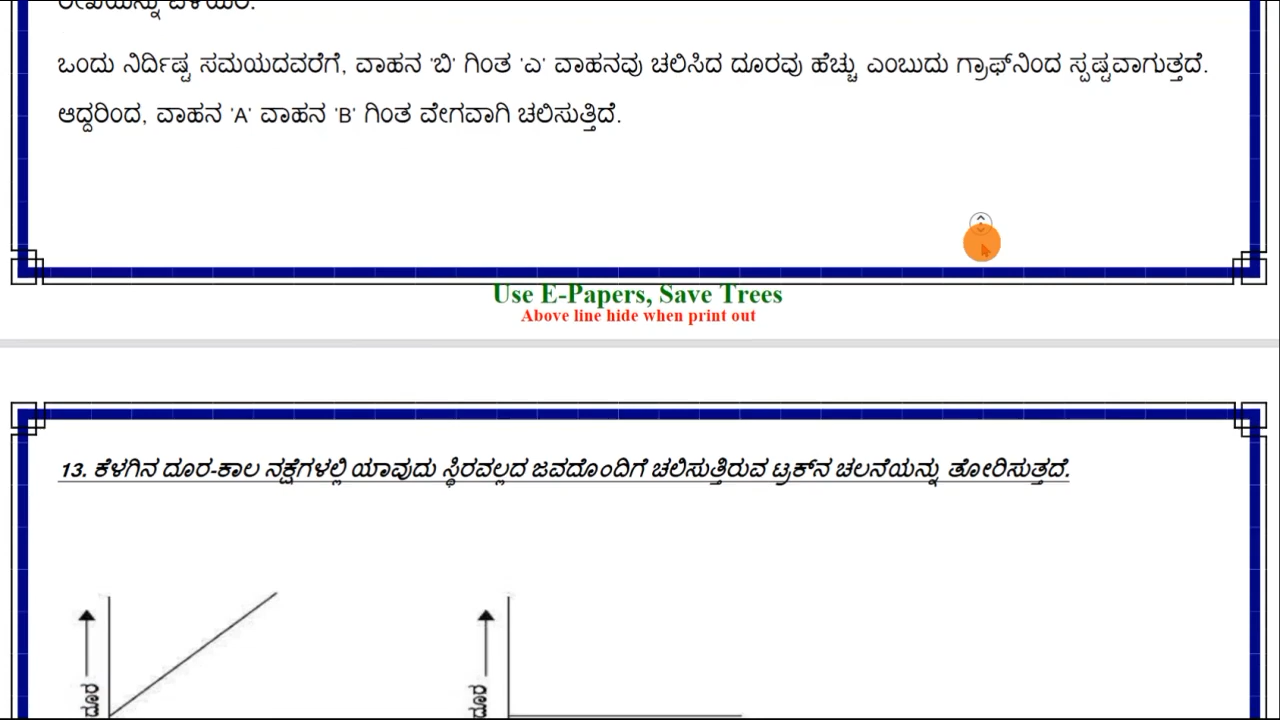 ಒಂದು ನಿರ್ದಿಷ್ಟ ಸಮಯದವರೆಗೆ, ವಾಹನ 'ಬಿ' ಗಿಂತ 'ಎ' ವಾಹನವು ಚಲಿಸಿದ ದೂರವು ಹೆಚ್ಚು ಎಂಬುದು ಗ್ರಾಫ್‌ನಿಂದ ಸ್ಪಷ್ಟವಾಗುತ್ತದೆ.
ಆದ್ದರಿಂದ, ವಾಹನ 'A' ವಾಹನ 'B' ಗಿಂತ ವೇಗವಾಗಿ ಚಲಿಸುತ್ತಿದೆ.
Use E-Papers, Save Trees
Above line hide when print out
13. ಕೆಳಗಿನ ದೂರ-ಕಾಲ ನಕ್ಷೆಗಳಲ್ಲಿ ಯಾವುದು ಸ್ಥಿರವಲ್ಲದ ಜವದೊಂದಿಗೆ ಚಲಿಸುತ್ತಿರುವ ಟ್ರಕ್‌ನ ಚಲನೆಯನ್ನು ತೋರಿಸುತ್ತದೆ.
ದೂರ
ದೂರ